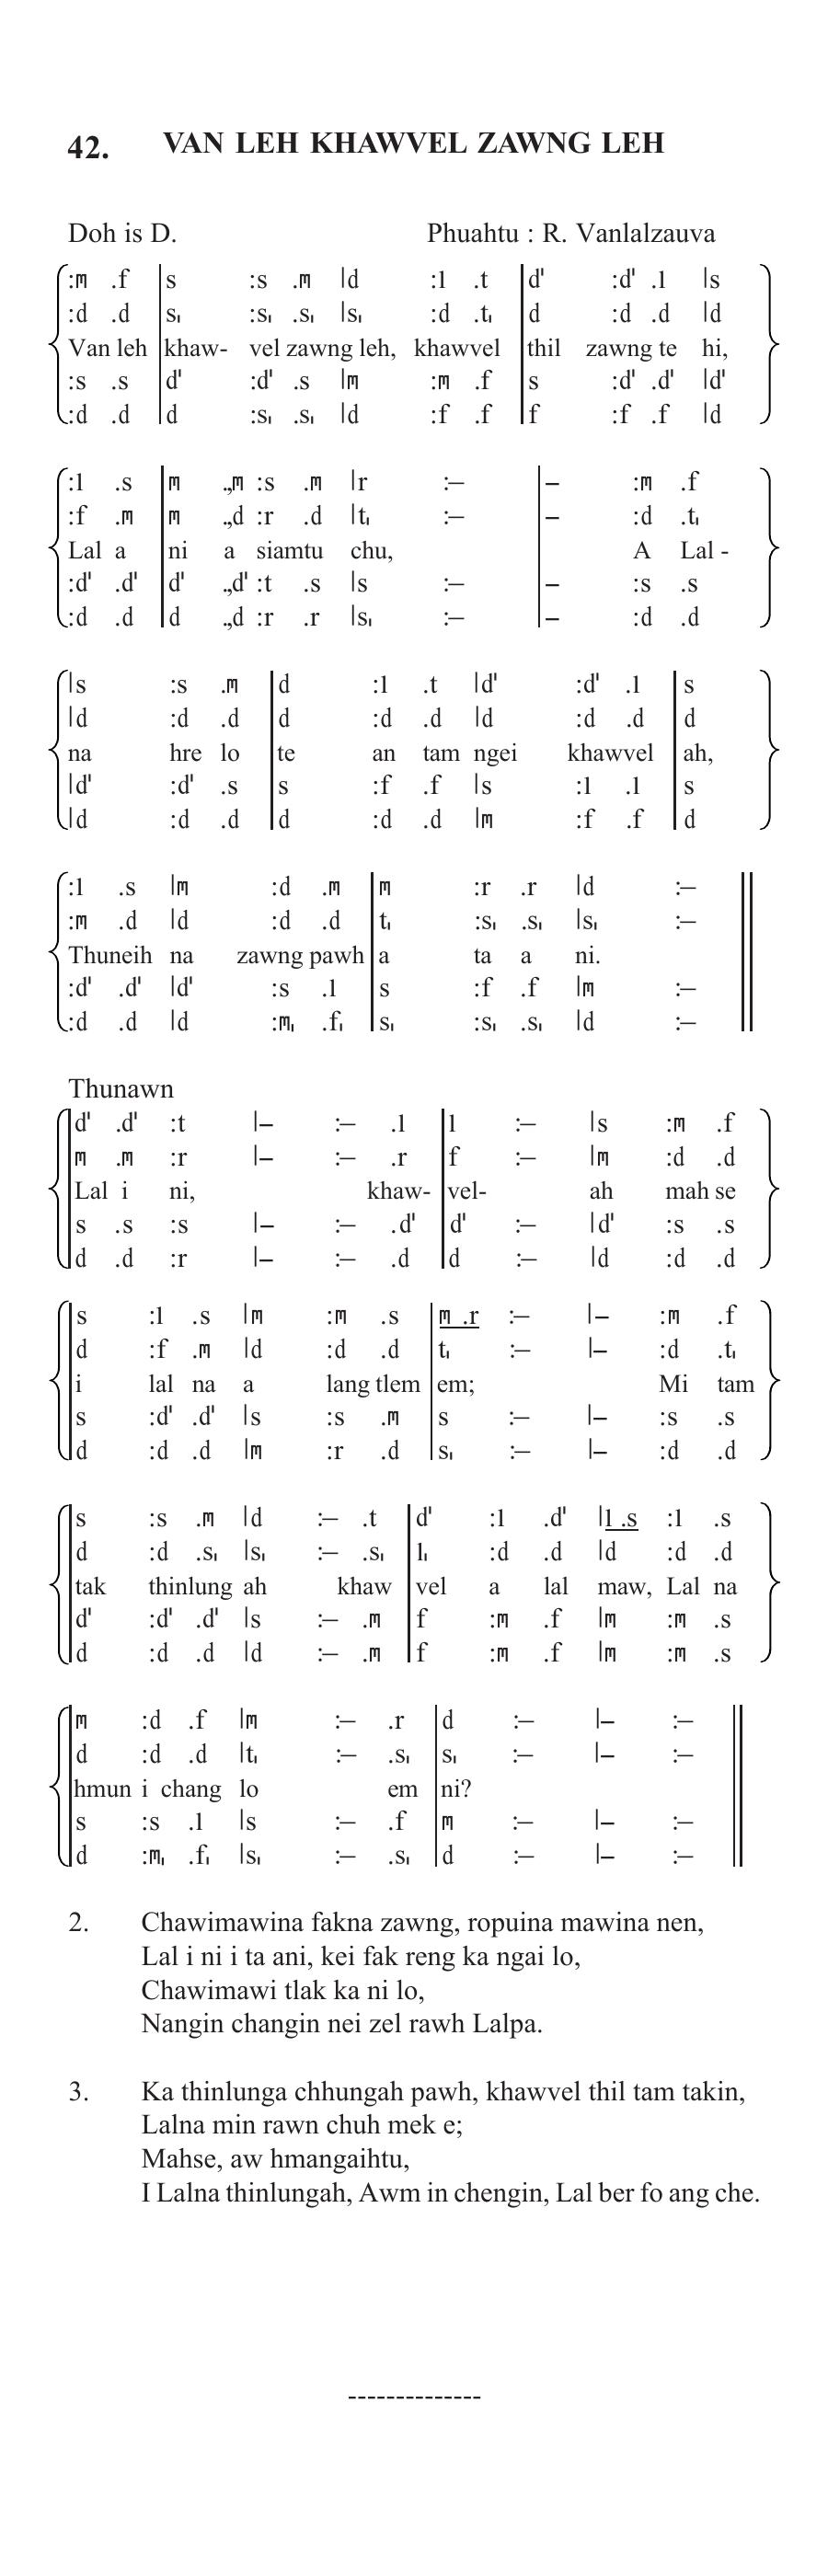 42. VAN LEH KHAWVEL ZAWNG LEH
Doh is D. Phuahtu : R. Vanlalzauva
:m .f |s :s .m |d :l .t |d' :d' .l |s
:d .d |s, :s, .s, |s, :d .t, |d :d .d |d
Van leh khaw- vel zawng leh, khawvel thil zawng te hi,
:s .s |d' :d' .s |m :m .f |s :d' .d' |d'
:d .d |d :s, .s, |d :f .f |f :f .f |d
:l .s |m .,m :s .m |r :– |– :m .f
:f .m |m .,d :r .d |t, :– |– :d .t,
Lal a ni a siamtu chu, A Lal -
:d' .d' |d' .,d' :t .s |s :– |– :s .s
:d .d |d .,d :r .r |s, :– |– :d .d
|s :s .m |d :l .t |d' :d' .l |s
|d :d .d |d :d .d |d :d .d |d
na hre lo te an tam ngei khawvel ah,
|d' :d' .s |s :f .f |s :l .l |s
|d :d .d |d :d .d |m :f .f |d
:l .s |m :d .m |m :r .r |d :–
:m .d |d :d .d |t, :s, .s, |s, :–
Thuneih na zawng pawh a ta a ni.
:d' .d' |d' :s .l |s :f .f |m :–
:d .d |d :m, .f, |s, :s, .s, |d :–
Thunawn
|d' .d' :t |– :– .l |l :– |s :m .f
|m .m :r |– :– .r |f :– |m :d .d
Lal i ni, khaw- vel- ah mah se
|s .s :s |– :– .d' |d' :– |d' :s .s
|d .d :r |– :– .d |d :– |d :d .d
|s :l .s |m :m .s |m .r :– |– :m .f
|d :f .m |d :d .d |t, :– |– :d .t,
i lal na a lang tlem em; Mi tam
|s :d' .d' |s :s .m |s :– |– :s .s
|d :d .d |m :r .d |s, :– |– :d .d
|s :s .m |d :– .t |d' :l .d' |l .s :l .s
|d :d .s, |s, :– .s, |l, :d .d |d :d .d
tak thinlung ah khaw vel a lal maw, Lal na
|d' :d' .d' |s :– .m |f :m .f |m :m .s
|d :d .d |d :– .m |f :m .f |m :m .s
|m :d .f |m :– .r |d :– |– :–
|d :d .d |t, :– .s, |s, :– |– :–
hmun i chang lo em ni?
|s :s .l |s :– .f |m :– |– :–
|d :m, .f, |s, :– .s, |d :– |– :–
2. Chawimawina fakna zawng, ropuina mawina nen,
Lal i ni i ta ani, kei fak reng ka ngai lo,
Chawimawi tlak ka ni lo,
Nangin changin nei zel rawh Lalpa.
3. Ka thinlunga chhungah pawh, khawvel thil tam takin,
Lalna min rawn chuh mek e;
Mahse, aw hmangaihtu,
I Lalna thinlungah, Awm in chengin, Lal ber fo ang che.
--------------